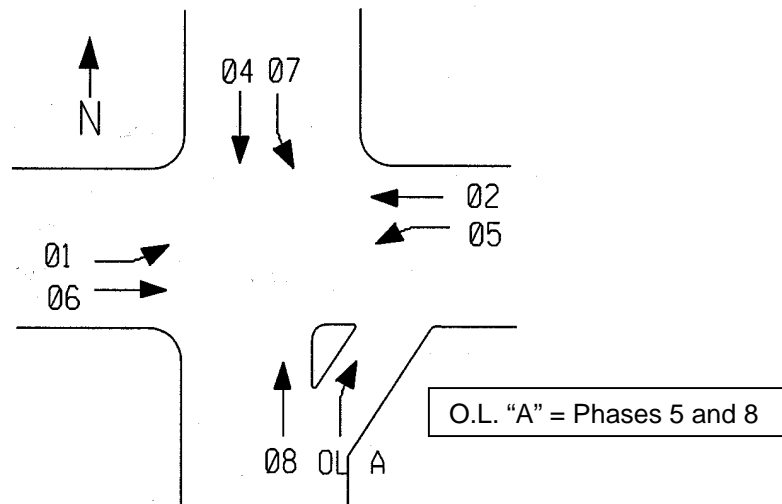 Ø4 Ø7
N
Ø2
Ø5
Ø1
Ø6
O.L. “A” = Phases 5 and 8
Ø8 OL A